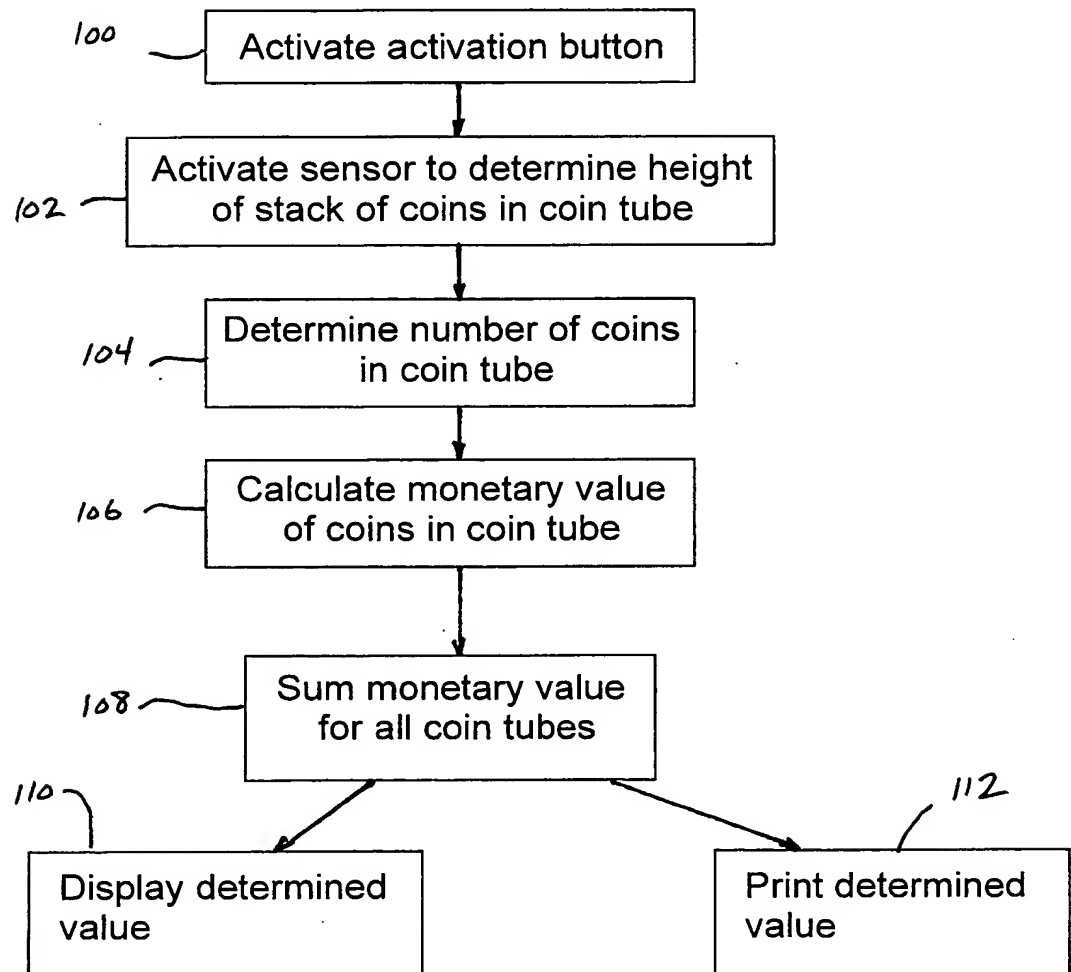 100
Activate activation button
Activate sensor to determine height
of stack of coins in coin tube
102
Determine number of coins
in coin tube
104
Calculate monetary value
of coins in coin tube
106
Sum monetary value
for all coin tubes
108
110
112
Display determined
value
Print determined
value